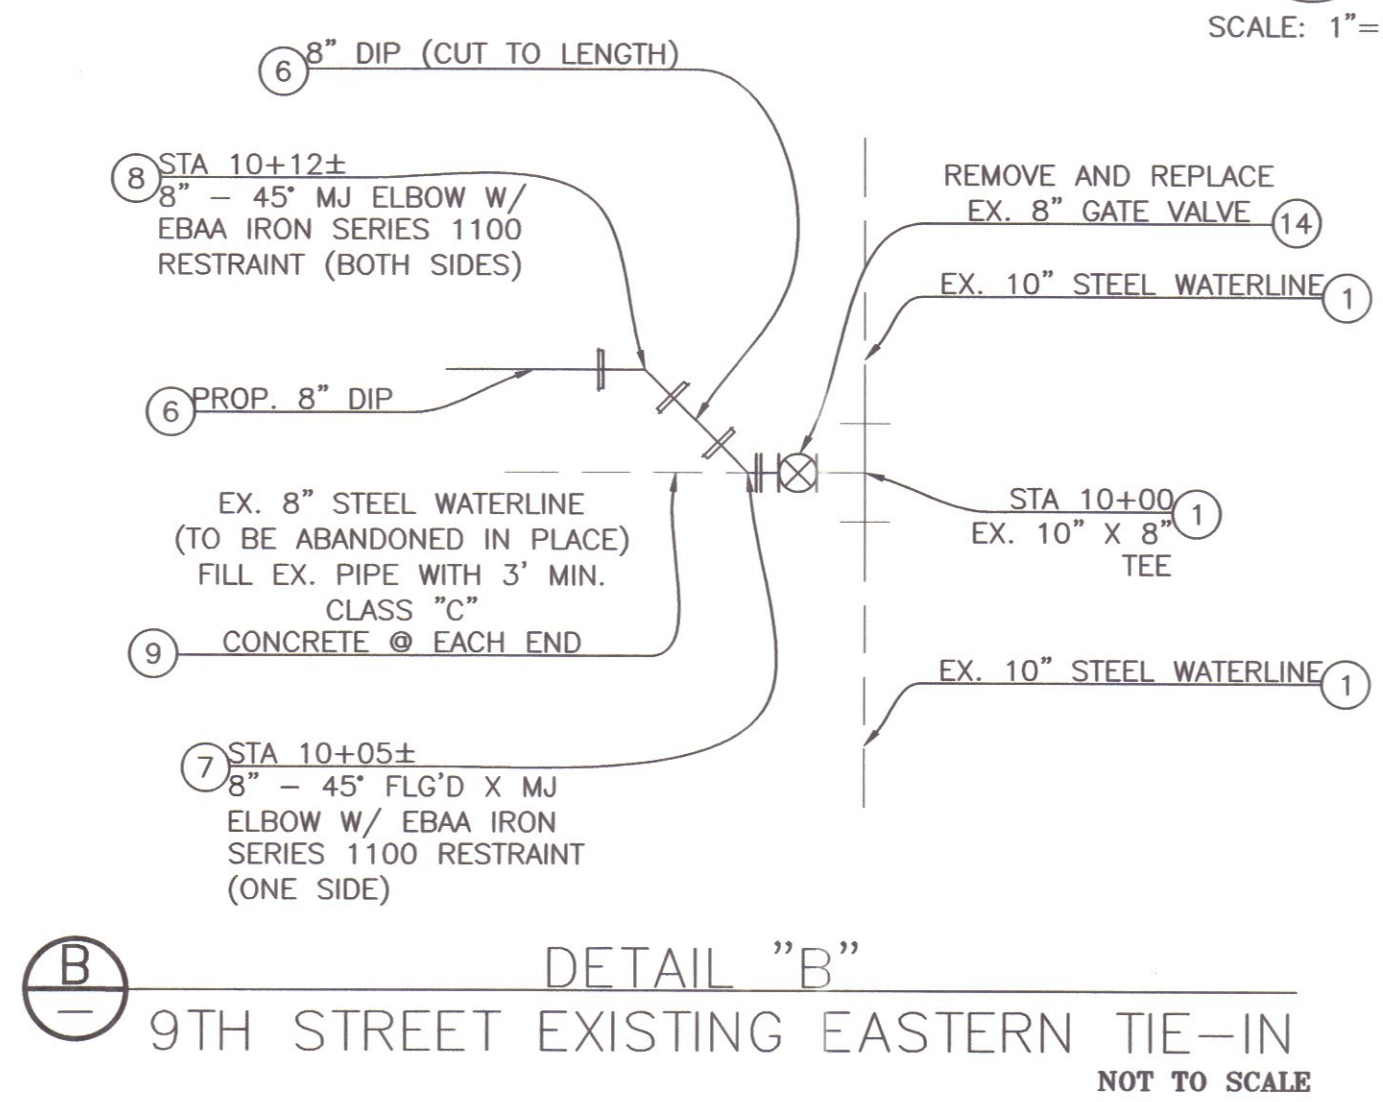 SCALE: 1"=
6 8" DIP (CUT TO LENGTH)
8 STA 10+12±
8" – 45° MJ ELBOW W/
EBAA IRON SERIES 1100
RESTRAINT (BOTH SIDES)
REMOVE AND REPLACE
EX. 8" GATE VALVE 14
EX. 10" STEEL WATERLINE 1
6 PROP. 8" DIP
EX. 8" STEEL WATERLINE
(TO BE ABANDONED IN PLACE)
FILL EX. PIPE WITH 3' MIN.
CLASS "C"
9 CONCRETE @ EACH END
STA 10+00 1
EX. 10" X 8"
TEE
EX. 10" STEEL WATERLINE 1
7 STA 10+05±
8" – 45° FLG'D X MJ
ELBOW W/ EBAA IRON
SERIES 1100 RESTRAINT
(ONE SIDE)
B
–
DETAIL "B"
9TH STREET EXISTING EASTERN TIE–IN
NOT TO SCALE